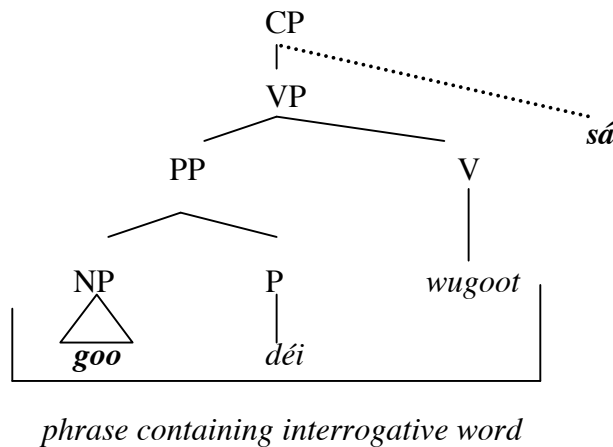 CP
VP
sá
PP V
NP P wugoot
goo déi
phrase containing interrogative word